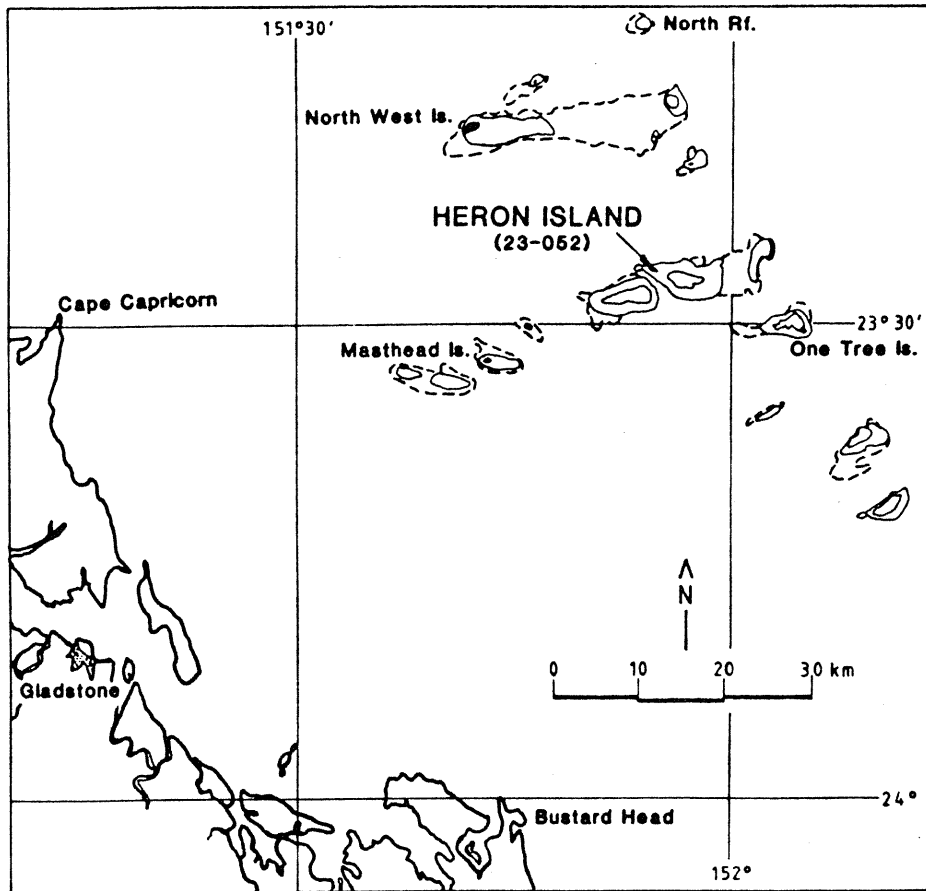 151°30′
North Rf.
North West Is.
HERON ISLAND
(23-052)
Cape Capricorn
23°30′
Masthead Is.
One Tree Is.
N
0 10 20 30 km
Gladstone
24°
Bustard Head
152°